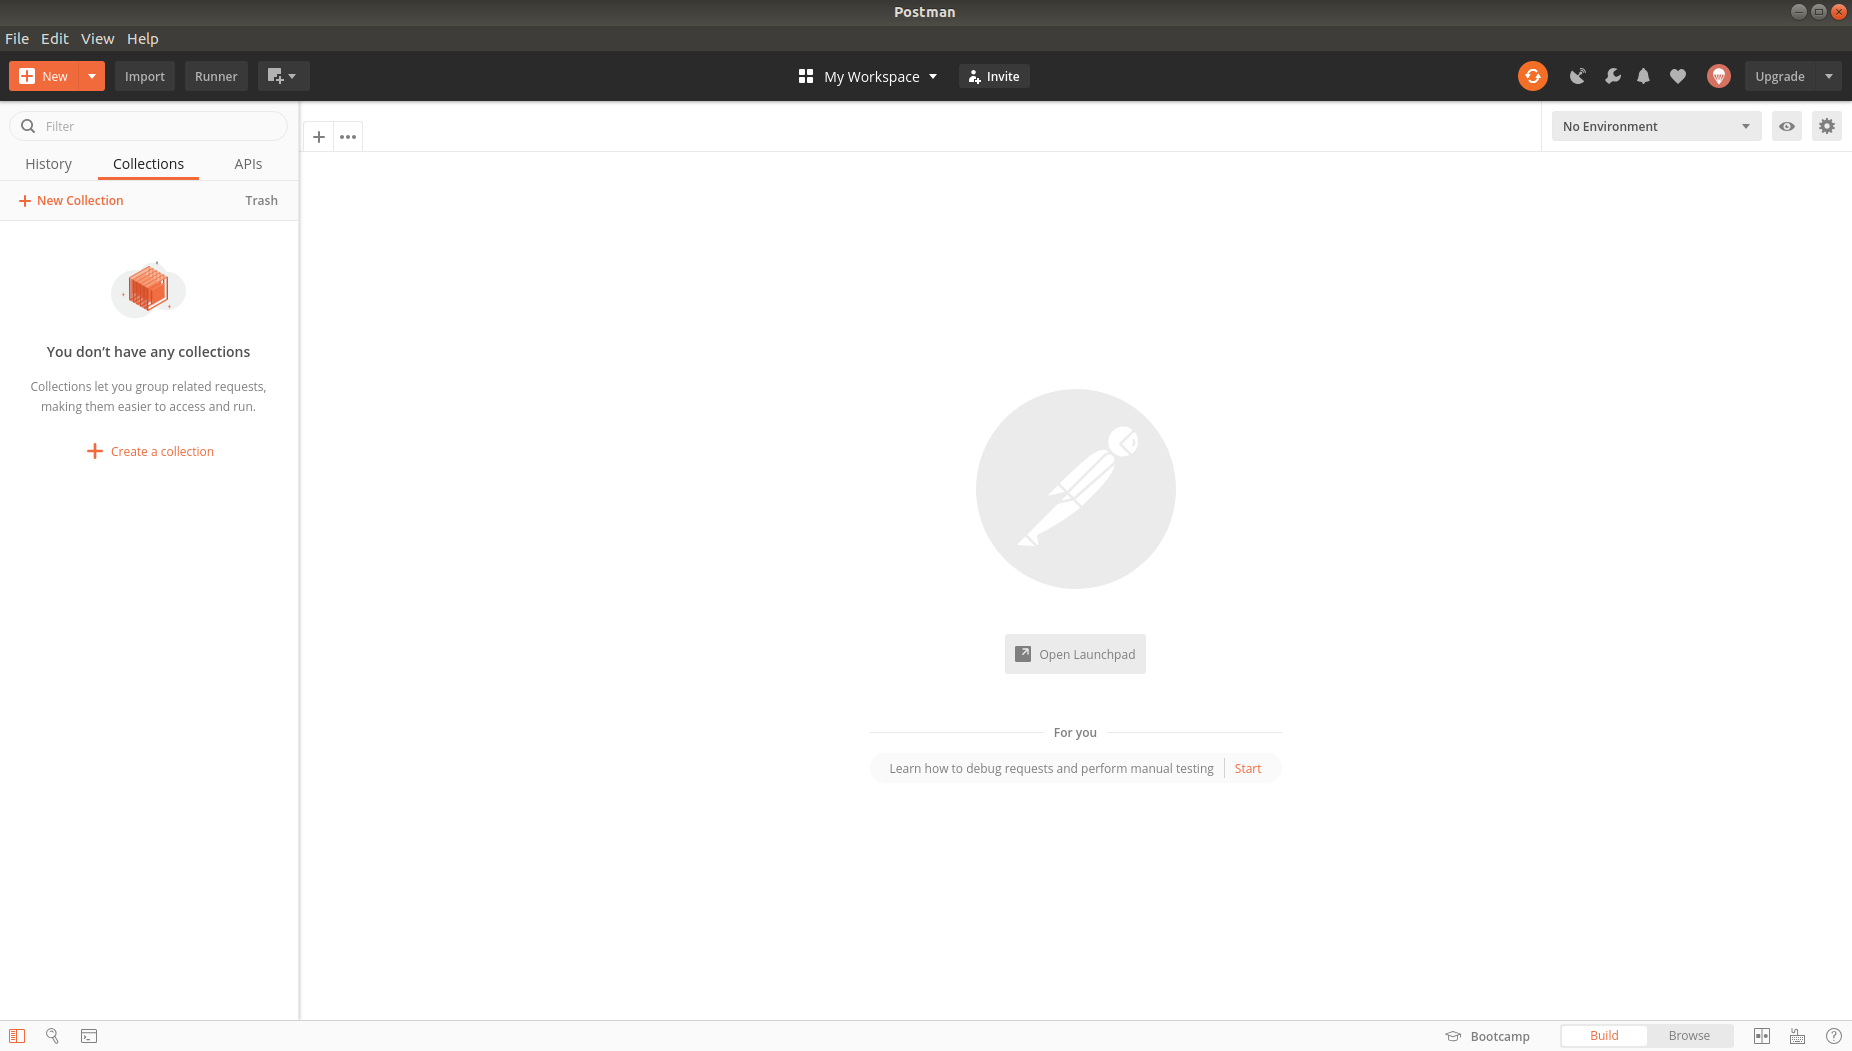 Postman
File Edit View Help
New Import Runner My Workspace Invite Upgrade
Filter
No Environment
History Collections APIs
New Collection Trash
You don’t have any collections
Collections let you group related requests,
making them easier to access and run.
Create a collection
Open Launchpad
For you
Learn how to debug requests and perform manual testing Start
Bootcamp Build Browse